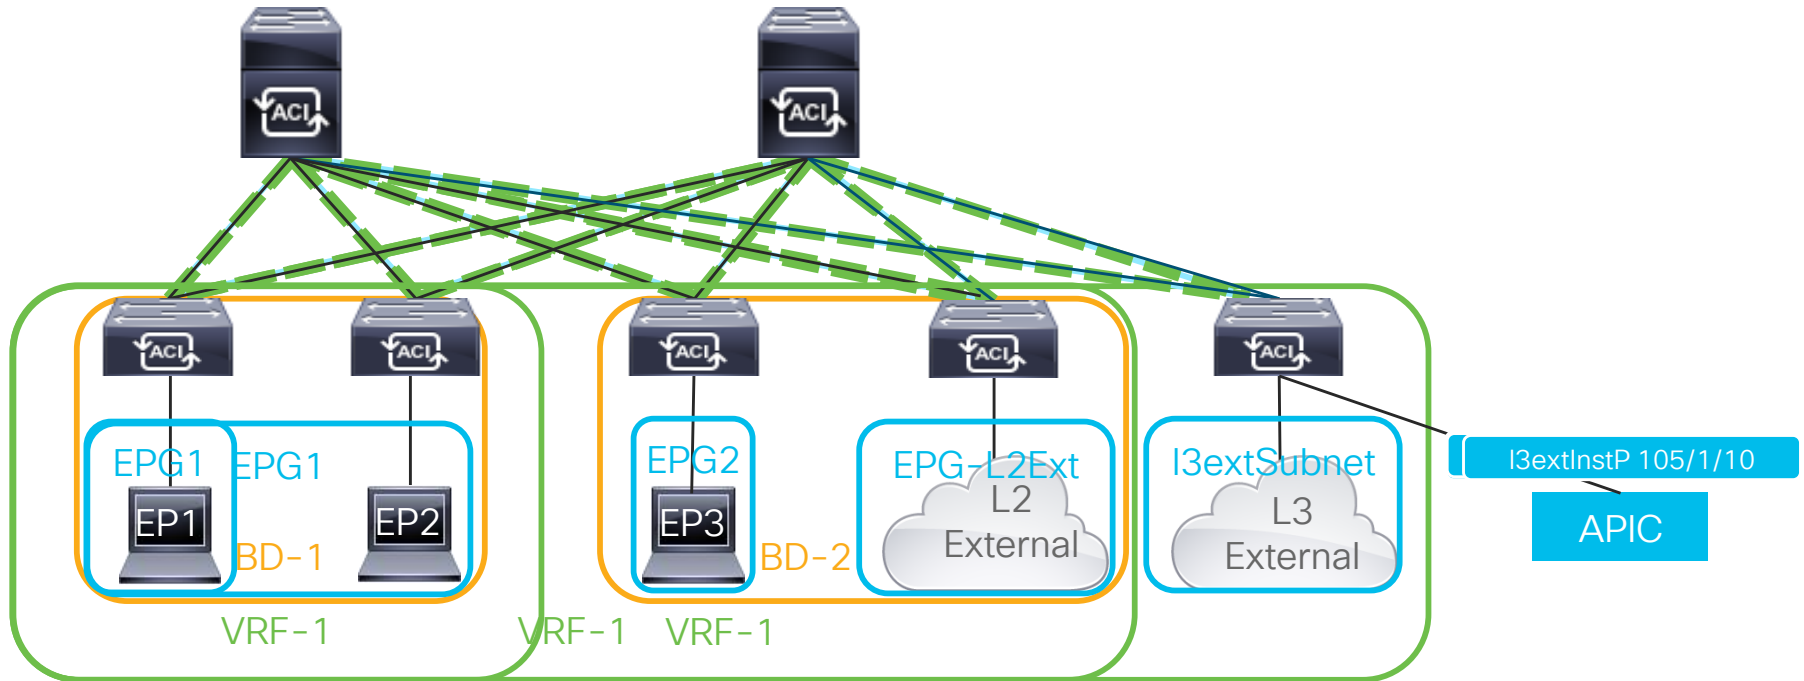 ACI
ACI
ACI
ACI
ACI
ACI
ACI
EPG1
EPG1
EPG2
EPG-L2Ext
l3extSubnet
l3extInstP 105/1/10
EP1
EP2
EP3
L2
External
L3
External
APIC
BD-1
BD-2
VRF-1
VRF-1
VRF-1